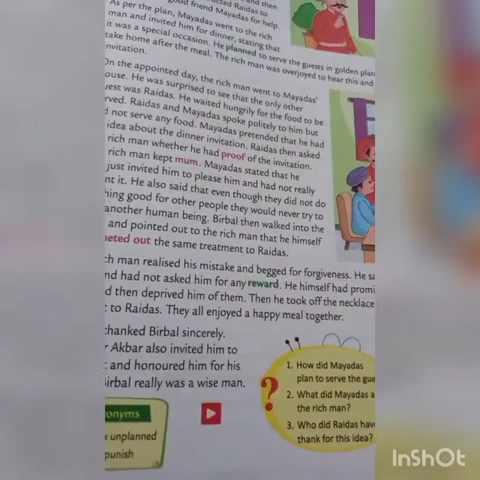 and then
ucted Raidas to
good friend Mayadas for help.
As per the plan, Mayadas went to the rich
man and invited him for dinner, stating that
it was a special occasion. He planned to serve the guests in golden plate
take home after the meal. The rich man was overjoyed to hear this and
nvitation.
On the appointed day, the rich man went to Mayadas'
ouse. He was surprised to see that the only other
uest was Raidas. He waited hungrily for the food to be
rved. Raidas and Mayadas spoke politely to him but
d not serve any food. Mayadas pretended that he had
idea about the dinner invitation. Raidas then asked
rich man whether he had proof of the invitation.
rich man kept mum. Mayadas stated that he
just invited him to please him and had not really
nt it. He also said that even though they did not do
hing good for other people they would never try to
another human being. Birbal then walked into the
and pointed out to the rich man that he himself
meted out the same treatment to Raidas.
ch man realised his mistake and begged for forgiveness. He sa
nd had not asked him for any reward. He himself had promi
d then deprived him of them. Then he took off the necklace
t to Raidas. They all enjoyed a happy meal together.
thanked Birbal sincerely.
r Akbar also invited him to
and honoured him for his
Birbal really was a wise man.
onyms
unplanned
punish
?
1. How did Mayadas
plan to serve the gue
2. What did Mayadas a
the rich man?
3. Who did Raidas hav
thank for this idea?
InShOt